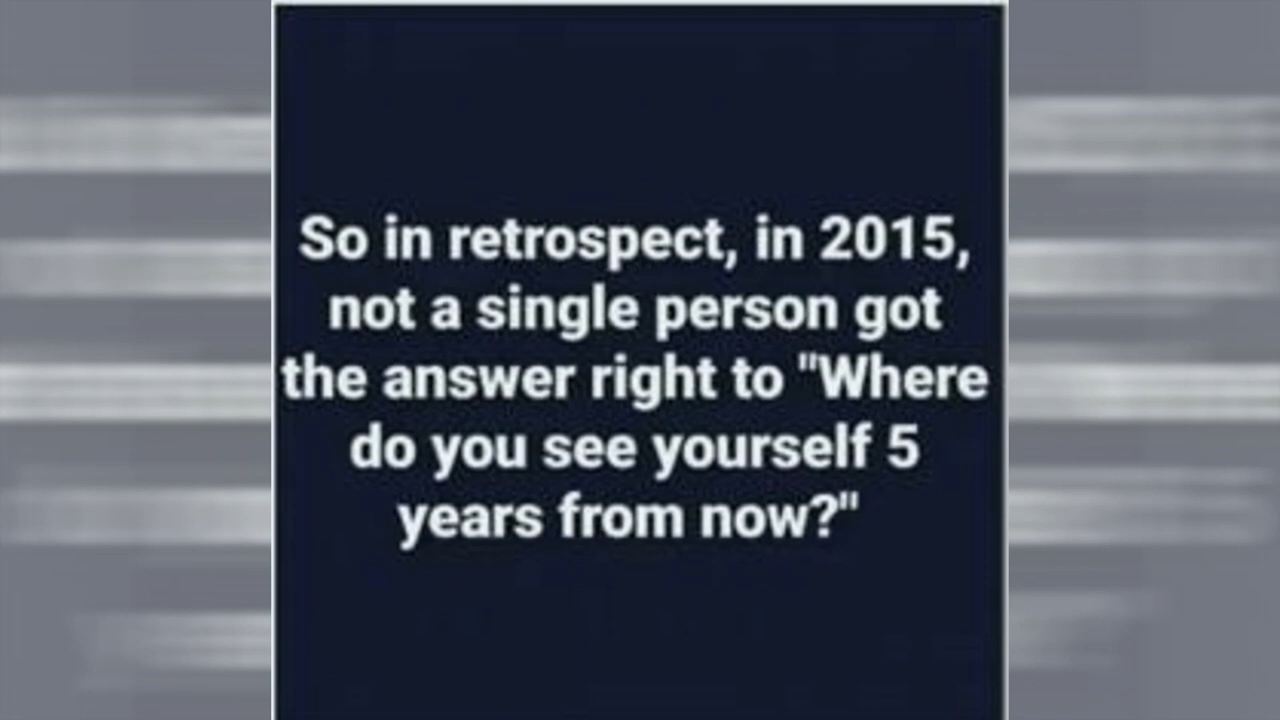 So in retrospect, in 2015,
not a single person got
the answer right to "Where
do you see yourself 5
years from now?"